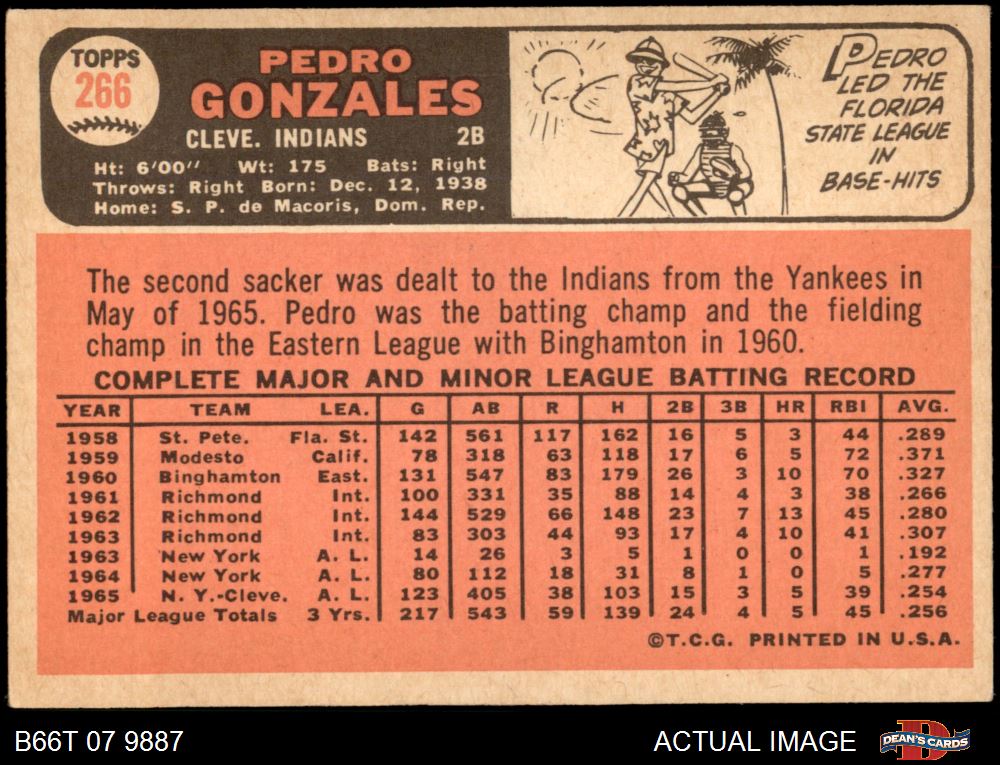 TOPPS
266
PEDRO
GONZALES
CLEVE. INDIANS 2B
Ht: 6'00" Wt: 175 Bats: Right
Throws: Right Born: Dec. 12, 1938
Home: S. P. de Macoris, Dom. Rep.
PEDRO
LED THE
FLORIDA
STATE LEAGUE
IN
BASE-HITS
The second sacker was dealt to the Indians from the Yankees in
May of 1965. Pedro was the batting champ and the fielding
champ in the Eastern League with Binghamton in 1960.
COMPLETE MAJOR AND MINOR LEAGUE BATTING RECORD
YEAR TEAM LEA. G AB R H 2B 3B HR RBI AVG.
1958 St. Pete. Fla. St. 142 561 117 162 16 5 3 44 .289
1959 Modesto Calif. 78 318 63 118 17 6 5 72 .371
1960 Binghamton East. 131 547 83 179 26 3 10 70 .327
1961 Richmond Int. 100 331 35 88 14 4 3 38 .266
1962 Richmond Int. 144 529 66 148 23 7 13 45 .280
1963 Richmond Int. 83 303 44 93 17 4 10 41 .307
1963 New York A. L. 14 26 3 5 1 0 0 1 .192
1964 New York A. L. 80 112 18 31 8 1 0 5 .277
1965 N. Y.-Cleve. A. L. 123 405 38 103 15 3 5 39 .254
Major League Totals 3 Yrs. 217 543 59 139 24 4 5 45 .256
©T.C.G. PRINTED IN U.S.A.
B66T 07 9887
ACTUAL IMAGE
DEAN'S CARDS